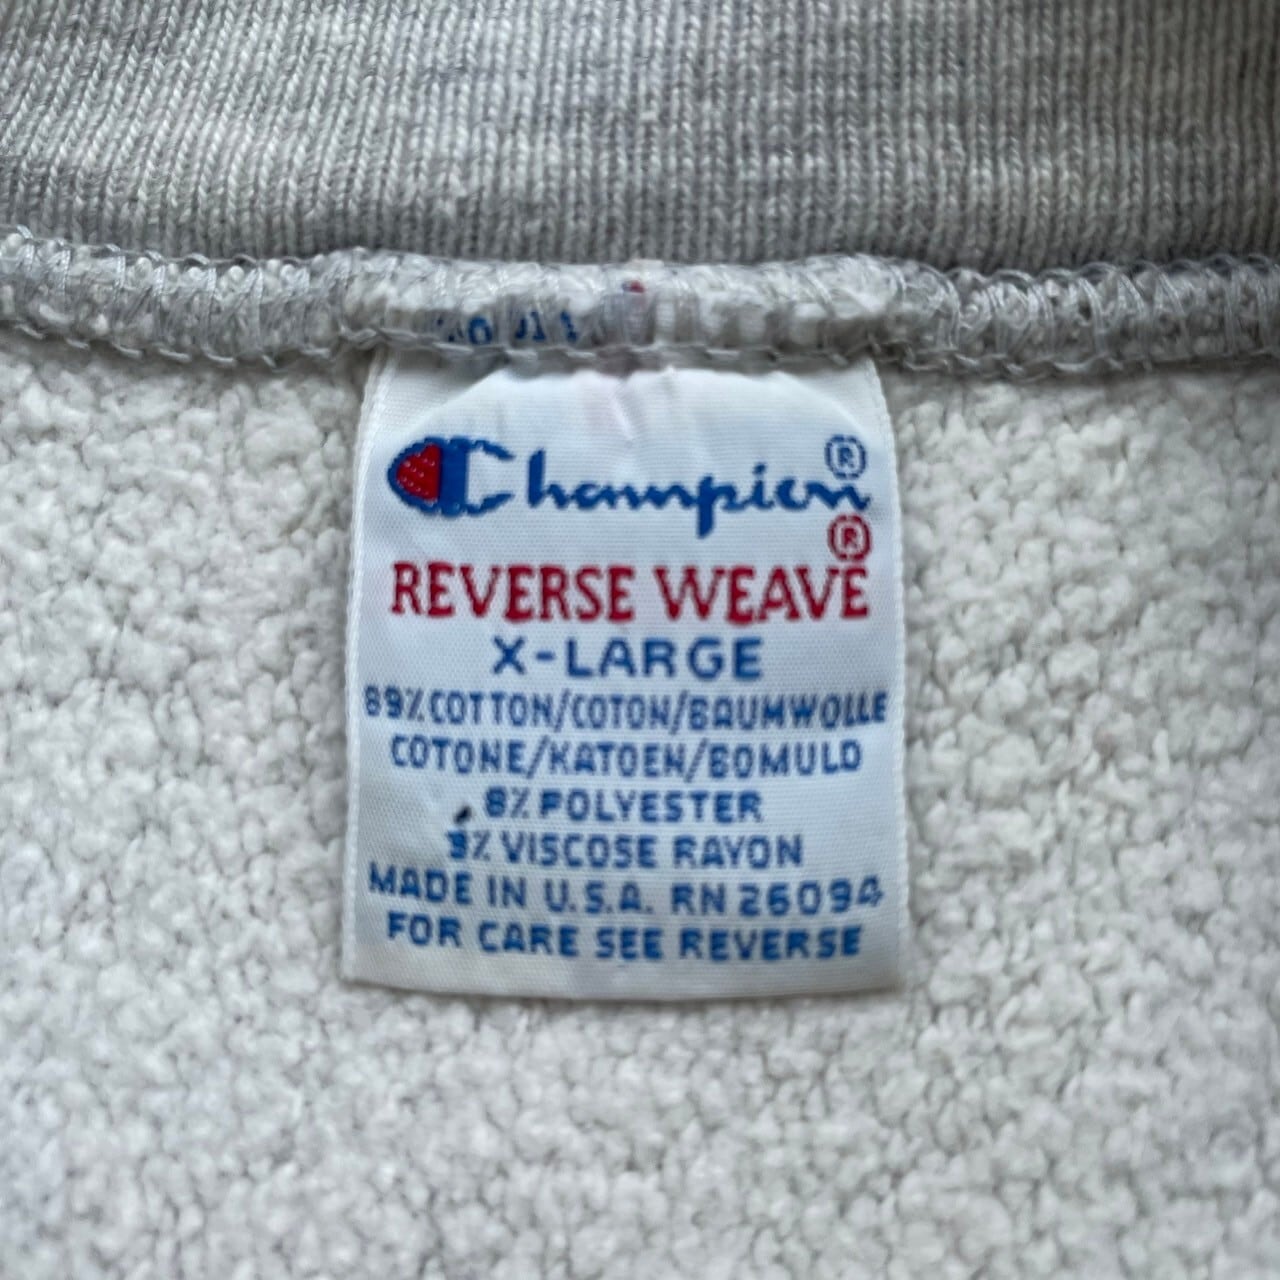 Champion®
REVERSE WEAVE®
X-LARGE
89% COTTON/COTON/BAUMWOLLE
COTONE/KATOEN/BOMULD
8% POLYESTER
3% VISCOSE RAYON
MADE IN U.S.A. RN 26094
FOR CARE SEE REVERSE